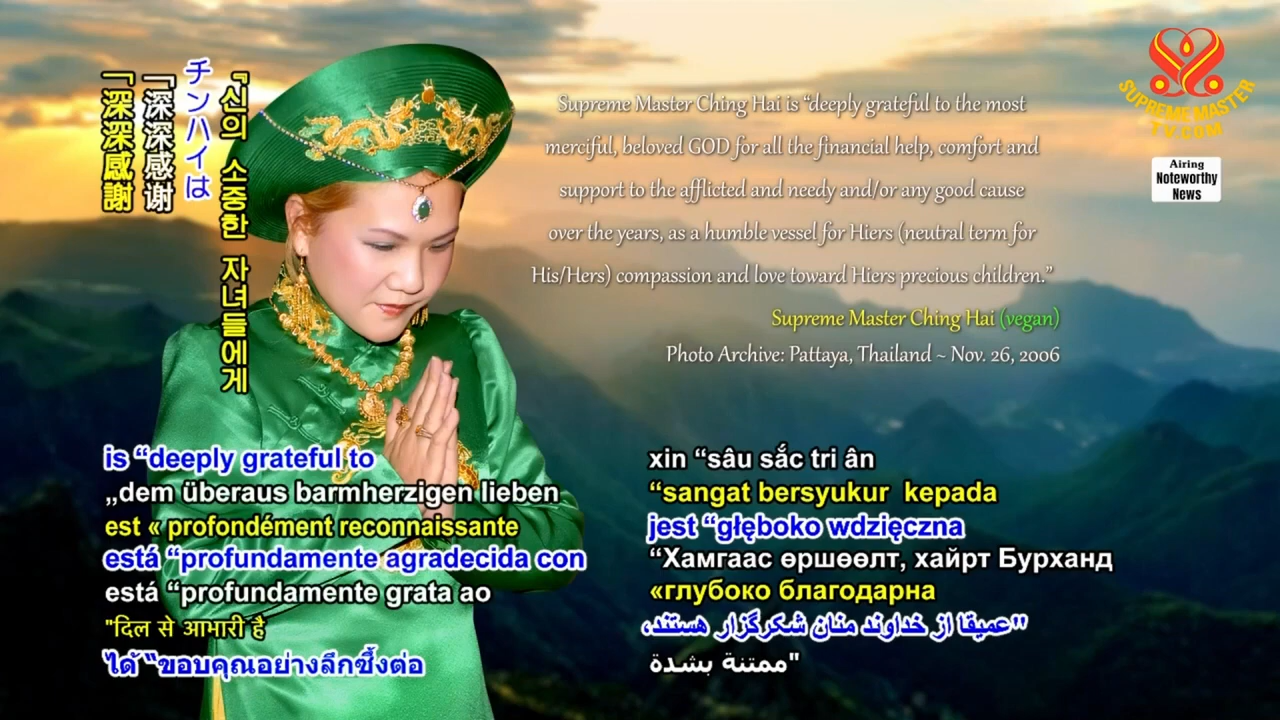 「深深感謝
「深深感谢
チンハイは
『신의 소중한 자녀들에게
Supreme Master Ching Hai is “deeply grateful to the most
merciful, beloved GOD for all the financial help, comfort and
support to the afflicted and needy and/or any good cause
over the years, as a humble vessel for Hiers (neutral term for
His/Hers) compassion and love toward Hiers precious children.”
Supreme Master Ching Hai (vegan)
Photo Archive: Pattaya, Thailand ~ Nov. 26, 2006
SUPREME MASTER
TV.COM
Airing
Noteworthy
News
is “deeply grateful to
„dem überaus barmherzigen lieben
est « profondément reconnaissante
está “profundamente agradecida con
está “profundamente grata ao
"दिल से आभारी है
ได้ “ขอบคุณอย่างลึกซึ้งต่อ
xin “sâu sắc tri ân
“sangat bersyukur kepada
jest “głęboko wdzięczna
“Хамгаас өршөөлт, хайрт Бурханд
«глубоко благодарна
"عمیقا از خداوند منان شکرگزار هستند،
"ممتنة بشدة